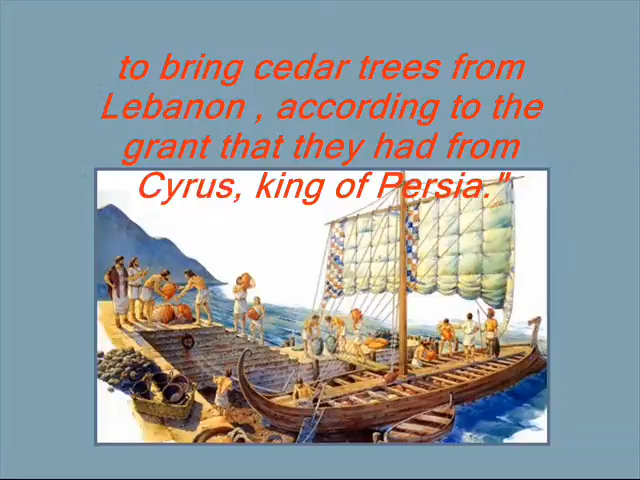 to bring cedar trees from
Lebanon , according to the
grant that they had from
Cyrus, king of Persia."